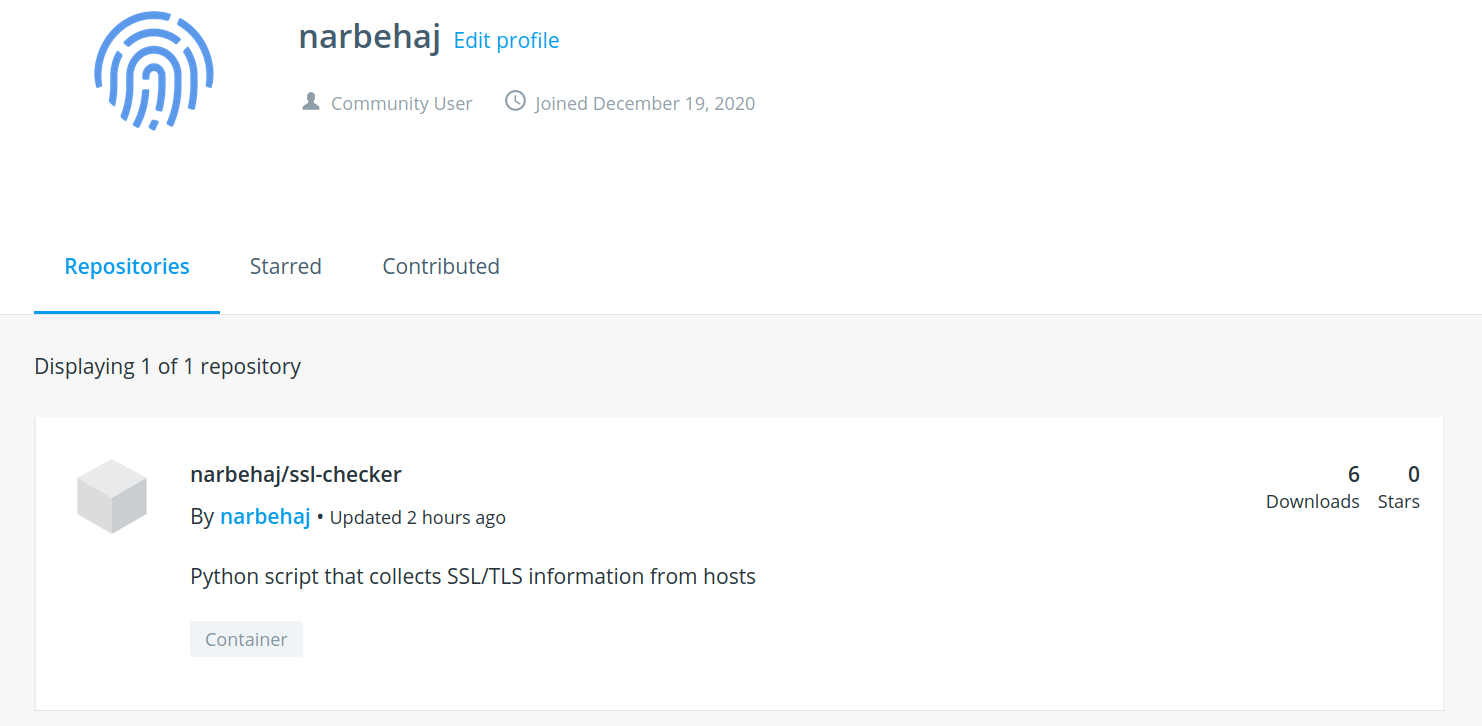 narbehaj Edit profile
Community User Joined December 19, 2020
Repositories Starred Contributed
Displaying 1 of 1 repository
narbehaj/ssl-checker 6 0
By narbehaj • Updated 2 hours ago Downloads Stars
Python script that collects SSL/TLS information from hosts
Container